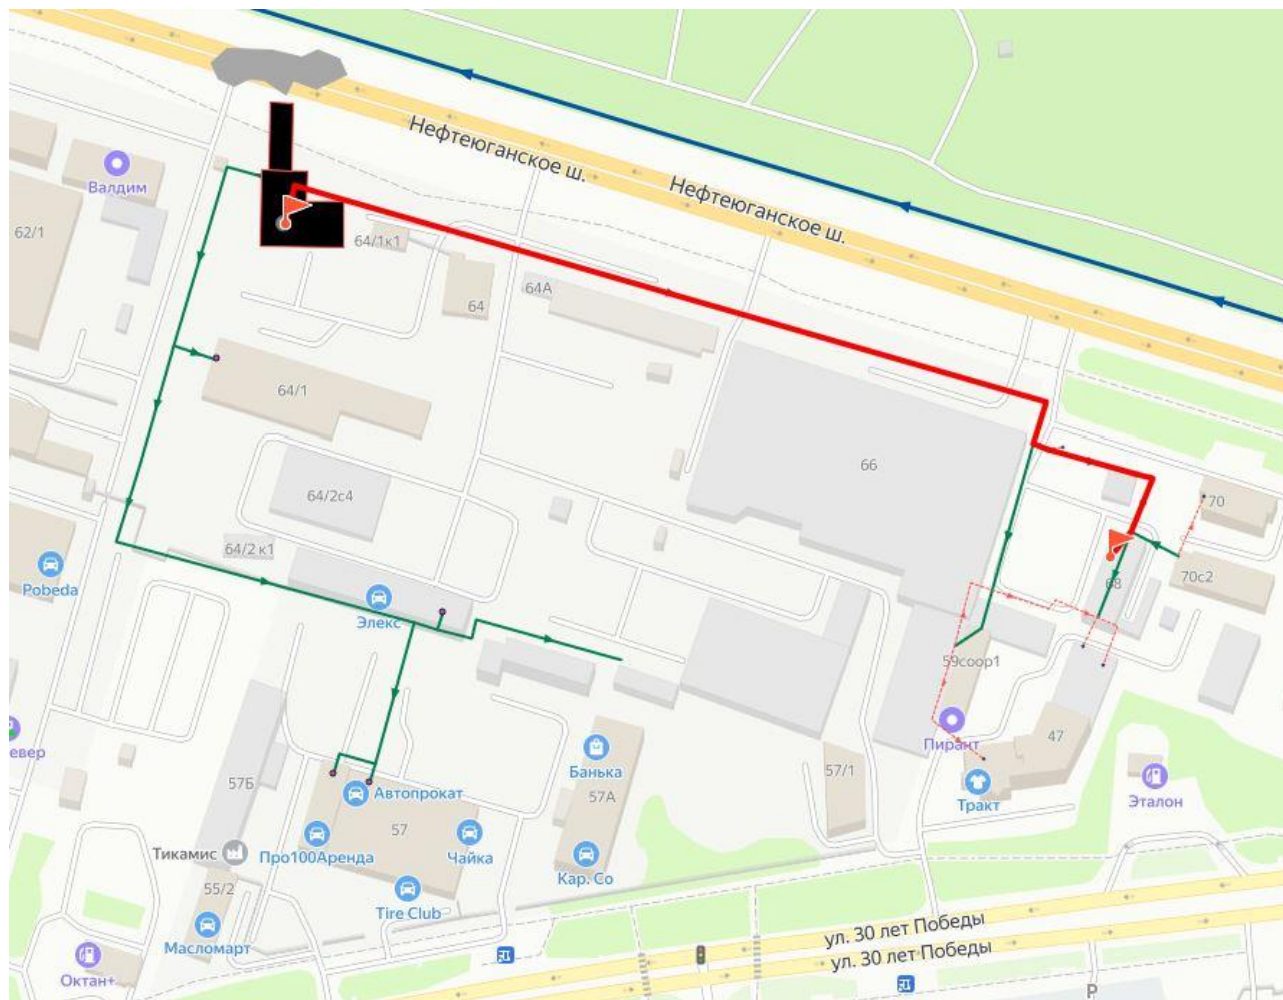 Нефтеюганское ш.
Нефтеюганское ш.
Валдим
62/1
64/1к1
64
64А
64/1
66
64/2с4
70
64/2 к1
Pobeda
70с2
68
Элекс
59соор1
47
Пирант
Банька
57/1
57Б
Автопрокат
57А
Тракт
Эталон
57
Тикамис
Про100Аренда
Чайка
Кар. Со
55/2
Tire Club
Масломарт
ул. 30 лет Победы
ул. 30 лет Победы
Октан+
P